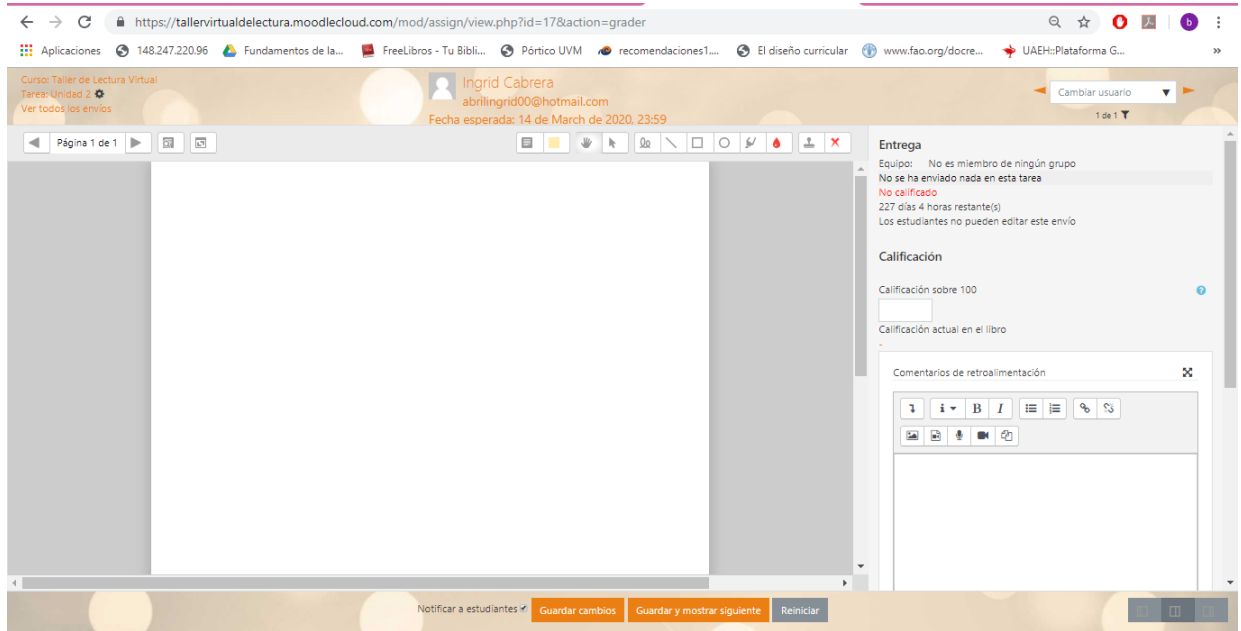 https://tallervirtualdelectura.moodlecloud.com/mod/assign/view.php?id=17&action=grader
b
Aplicaciones
148.247.220.96
Fundamentos de la...
FreeLibros - Tu Bibli...
Pórtico UVM
recomendaciones1....
El diseño curricular
www.fao.org/docre...
UAEH::Plataforma G...
»
Curso: Taller de Lectura Virtual
Tarea: Unidad 2
Ver todos los envíos
Ingrid Cabrera
abrilingrid00@hotmail.com
Fecha esperada: 14 de March de 2020, 23:59
Cambiar usuario
1 de 1
Página 1 de 1
Entrega
Equipo: No es miembro de ningún grupo
No se ha enviado nada en esta tarea
No calificado
227 días 4 horas restante(s)
Los estudiantes no pueden editar este envío
Calificación
Calificación sobre 100
Calificación actual en el libro
-
Comentarios de retroalimentación
i B I
Notificar a estudiantes
Guardar cambios
Guardar y mostrar siguiente
Reiniciar